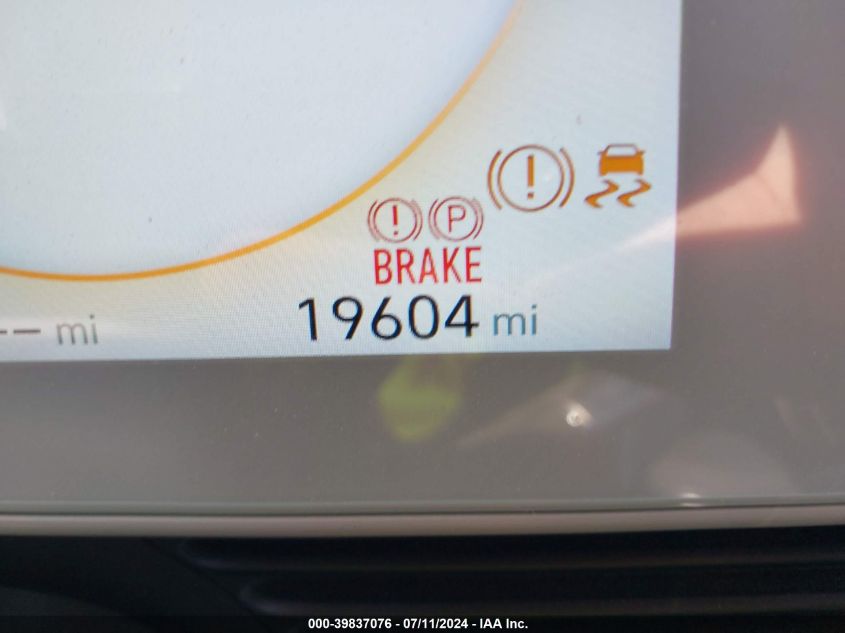 ! P !
BRAKE
19604 mi
-- mi
000-39837076 - 07/11/2024 - IAA Inc.